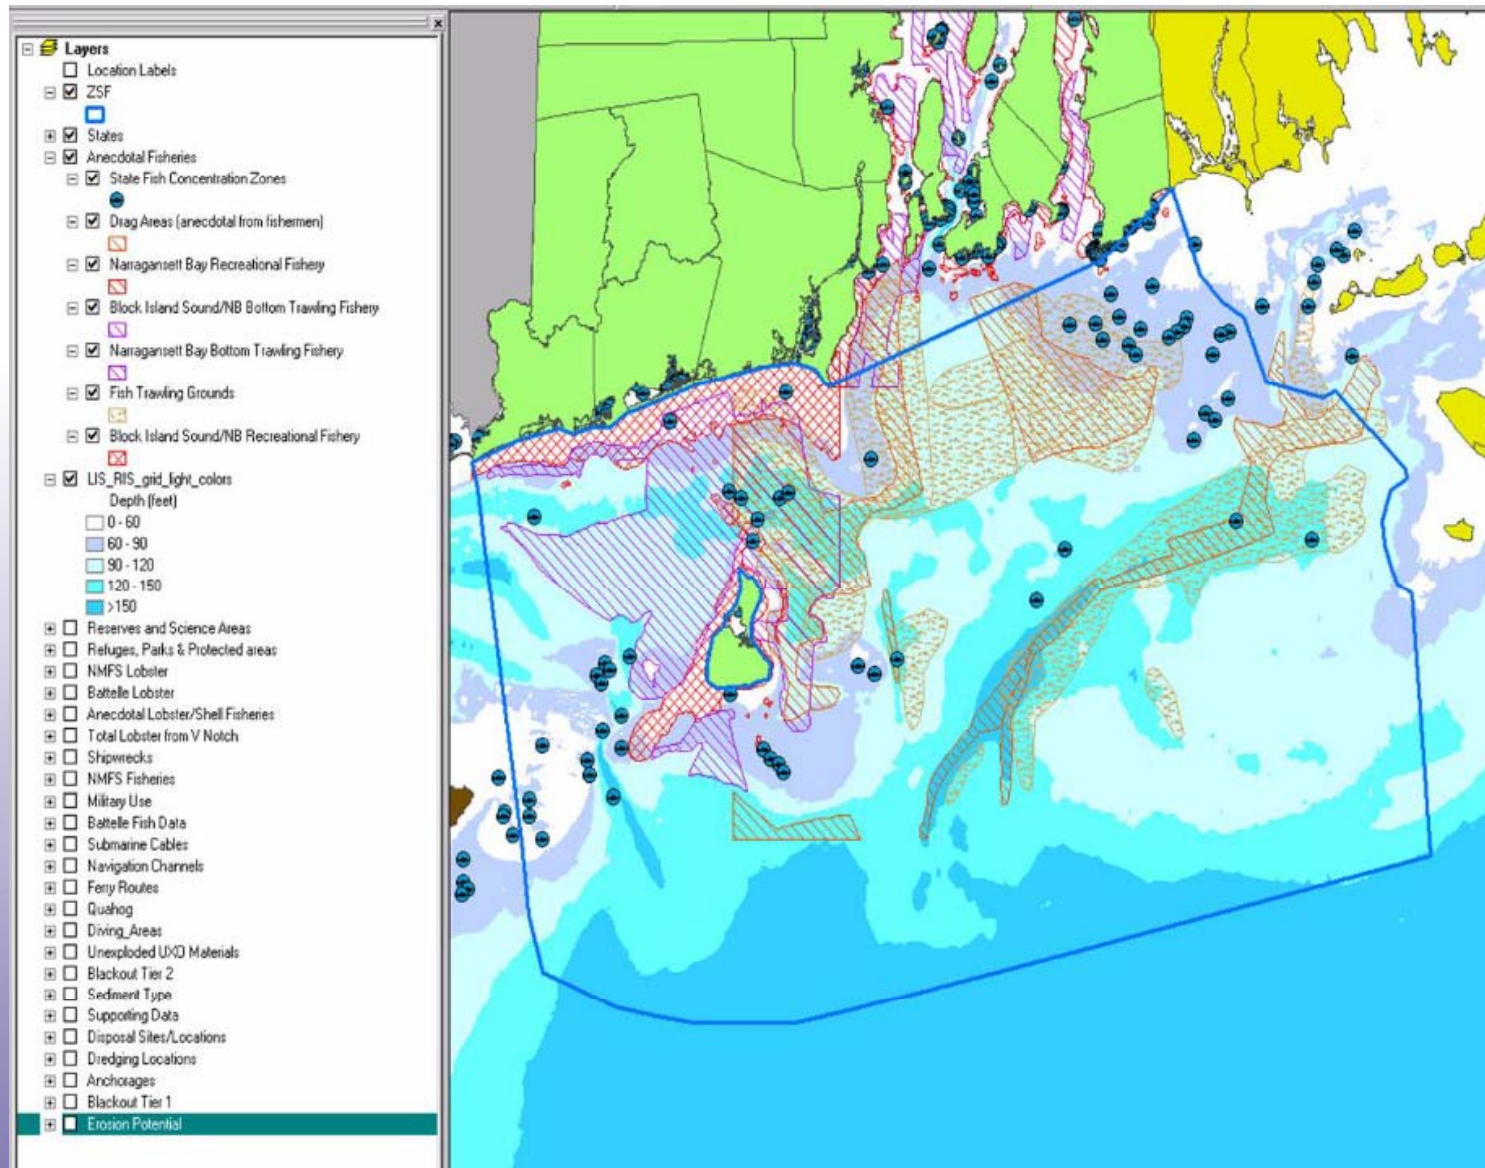 Layers
Location Labels
ZSF
States
Anecdotal Fisheries
State Fish Concentration Zones
Drag Areas (anecdotal from fishermen)
Narragansett Bay Recreational Fishery
Block Island Sound/NB Bottom Trawling Fishery
Narragansett Bay Bottom Trawling Fishery
Fish Trawling Grounds
Block Island Sound/NB Recreational Fishery
LIS_RIS_grid_light_colors
Depth (feet)
0 - 60
60 - 90
90 - 120
120 - 150
>150
Reserves and Science Areas
Refuges, Parks & Protected areas
NMFS Lobster
Battelle Lobster
Anecdotal Lobster/Shell Fisheries
Total Lobster from V Notch
Shipwrecks
NMFS Fisheries
Military Use
Battelle Fish Data
Submarine Cables
Navigation Channels
Ferry Routes
Quahog
Diving_Areas
Unexploded UXO Materials
Blackout Tier 2
Sediment Type
Supporting Data
Disposal Sites/Locations
Dredging Locations
Anchorages
Blackout Tier 1
Erosion Potential